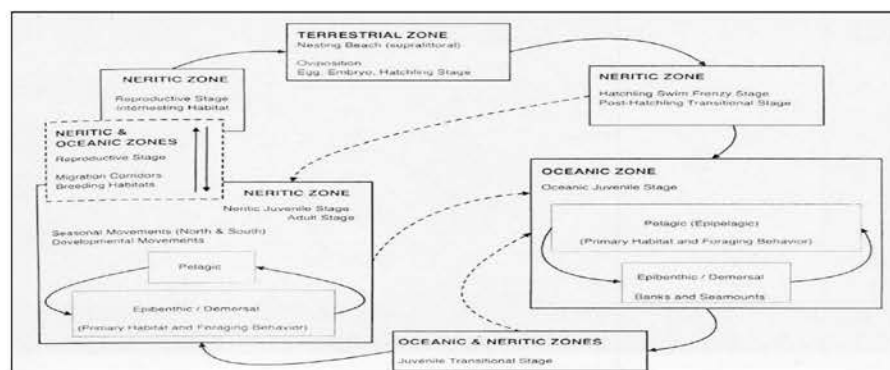 TERRESTRIAL ZONE
Nesting Beach (supralittoral)
Oviposition
Egg, Embryo, Hatchling Stage
NERITIC ZONE
Hatchling Swim Frenzy Stage
Post-Hatchling Transitional Stage
OCEANIC ZONE
Oceanic Juvenile Stage
Pelagic (Epipelagic)
(Primary Habitat and Foraging Behavior)
Epibenthic / Demersal
Banks and Seamounts
OCEANIC & NERITIC ZONES
Juvenile Transitional Stage
NERITIC ZONE
Neritic Juvenile Stage
Adult Stage
Seasonal Movements (North & South)
Developmental Movements
Pelagic
Epibenthic / Demersal
(Primary Habitat and Foraging Behavior)
NERITIC &
OCEANIC ZONES
Reproductive Stage
Migration Corridors
Breeding Habitats
NERITIC ZONE
Reproductive Stage
Internesting Habitat